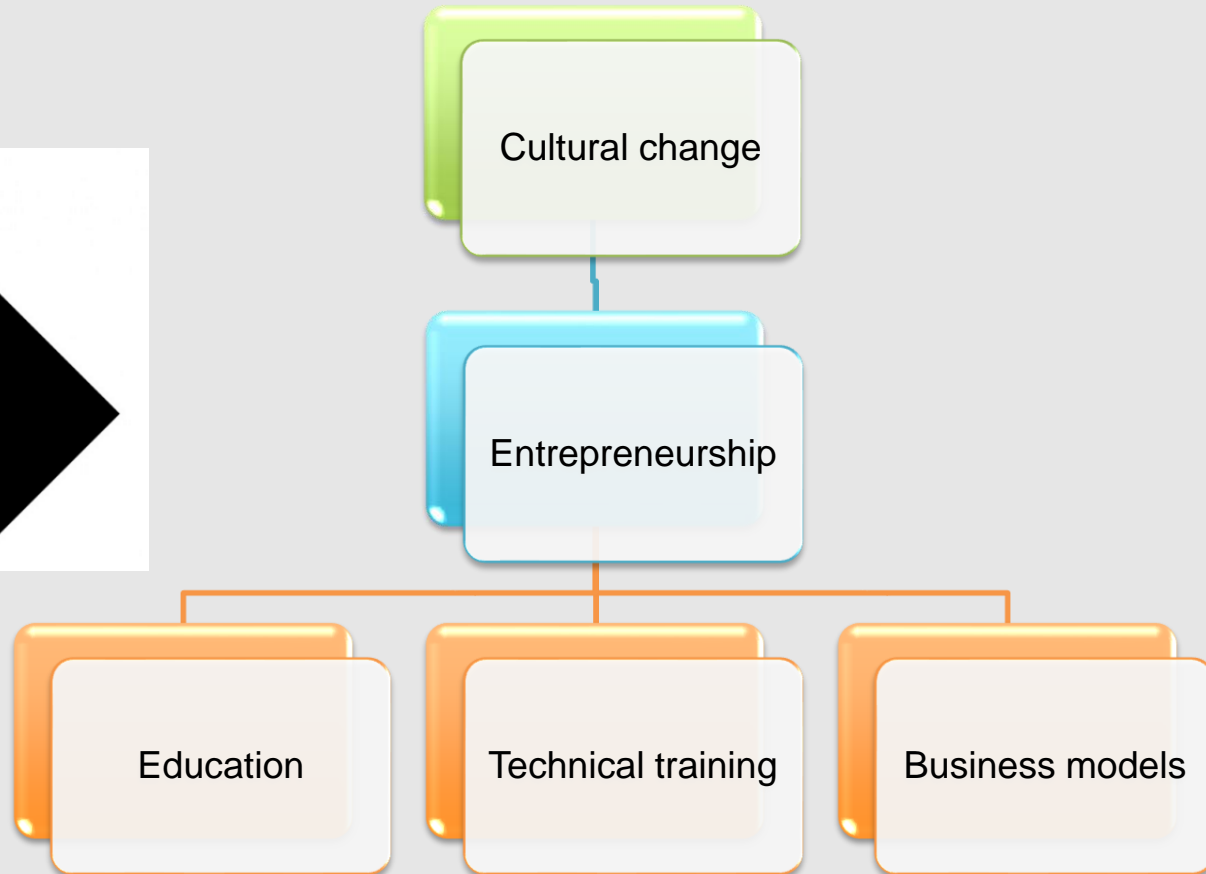 Cultural change
Entrepreneurship
Education
Technical training
Business models